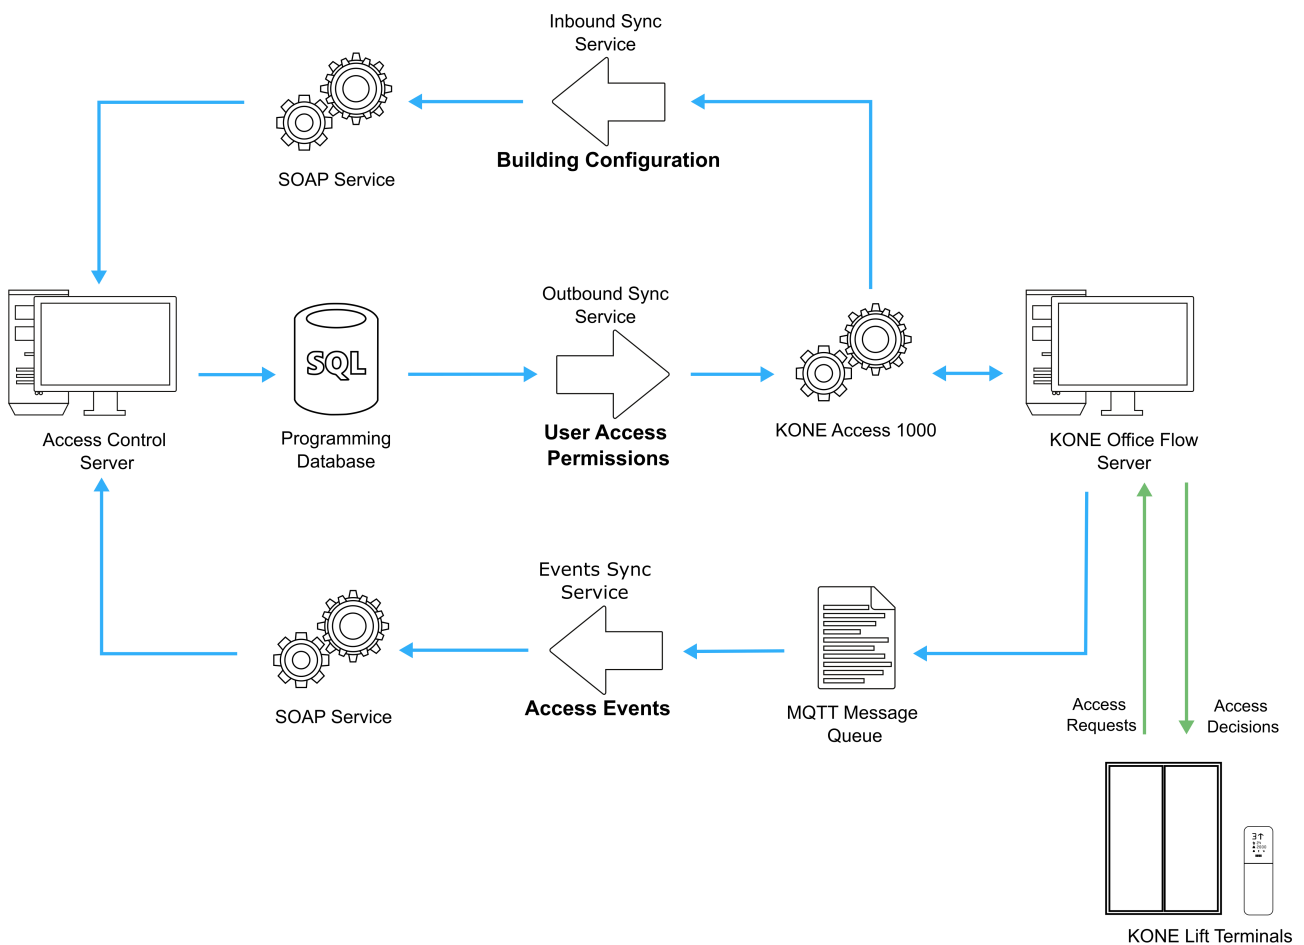 Inbound Sync
Service
Building Configuration
SOAP Service
Outbound Sync
Service
SQL
User Access
Permissions
KONE Access 1000
Access Control
Server
Programming
Database
KONE Office Flow
Server
Events Sync
Service
Access Events
SOAP Service
MQTT Message
Queue
Access
Requests
Access
Decisions
3
KONE Lift Terminals